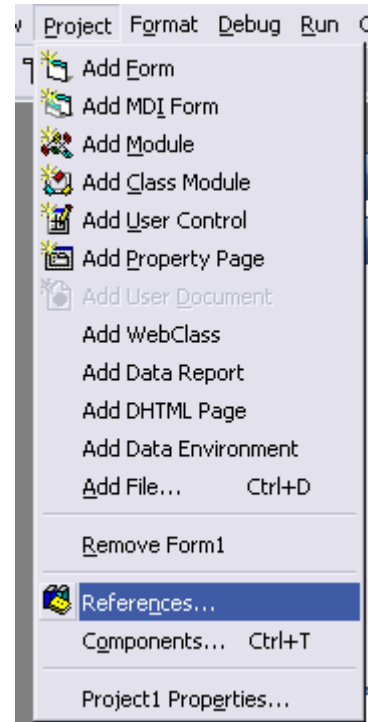 Project Format Debug Run
Add Form
Add MDI Form
Add Module
Add Class Module
Add User Control
Add Property Page
Add User Document
Add WebClass
Add Data Report
Add DHTML Page
Add Data Environment
Add File... Ctrl+D
Remove Form1
References...
Components... Ctrl+T
Project1 Properties...